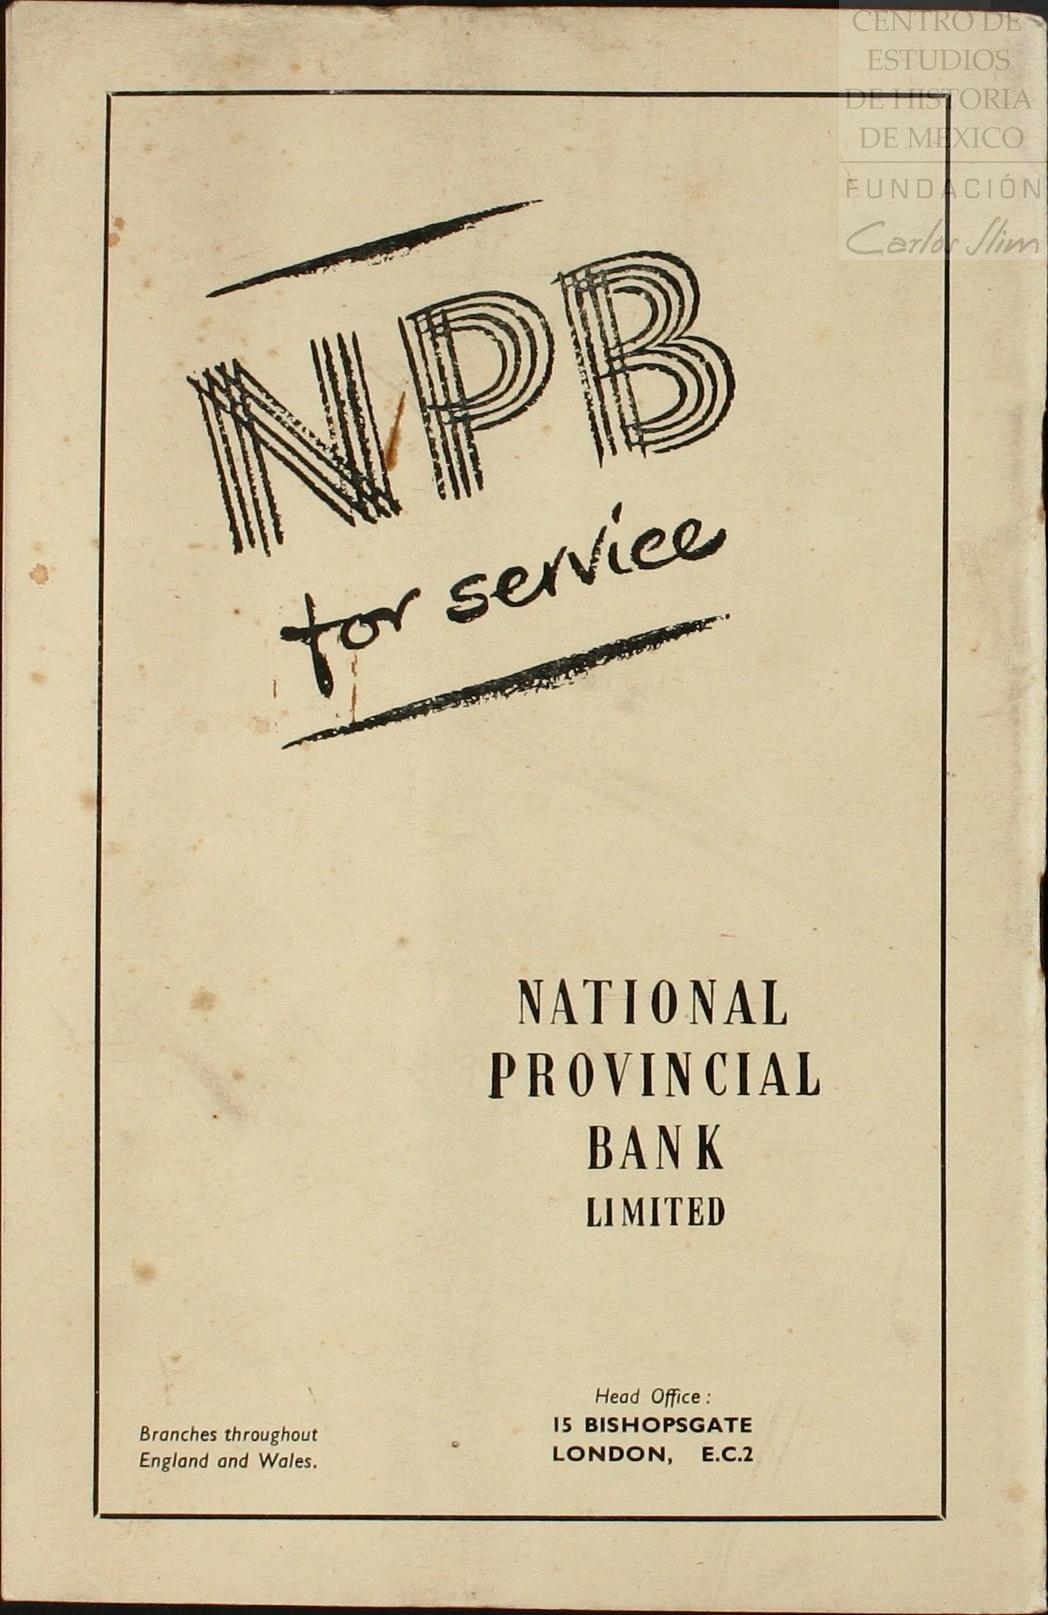 CENTRO DE
ESTUDIOS
DE HISTORIA
DE MEXICO
FUNDACIÓN
Carlos Slim
NPB
for service
NATIONAL
PROVINCIAL
BANK
LIMITED
Branches throughout
England and Wales.
Head Office :
15 BISHOPSGATE
LONDON, E.C.2